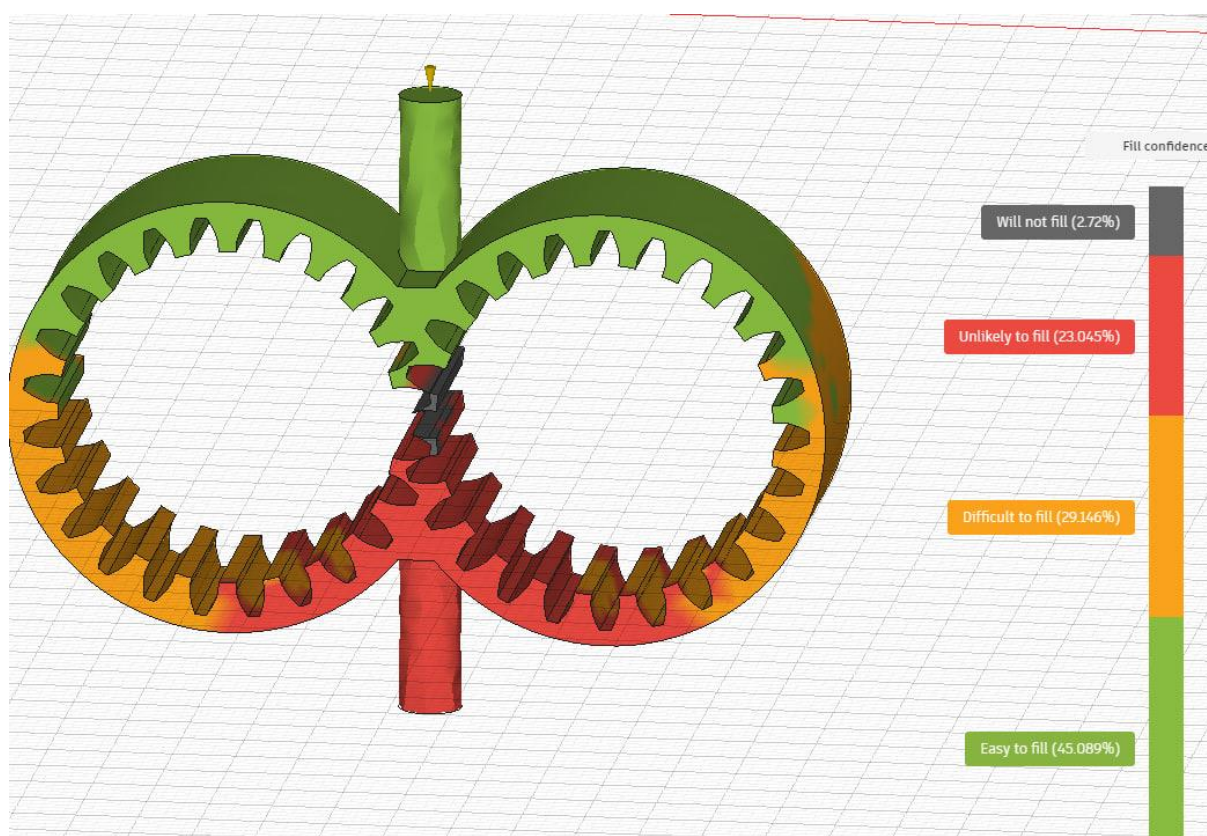 Fill confidence
Will not fill (2.72%)
Unlikely to fill (23.045%)
Difficult to fill (29.146%)
Easy to fill (45.089%)